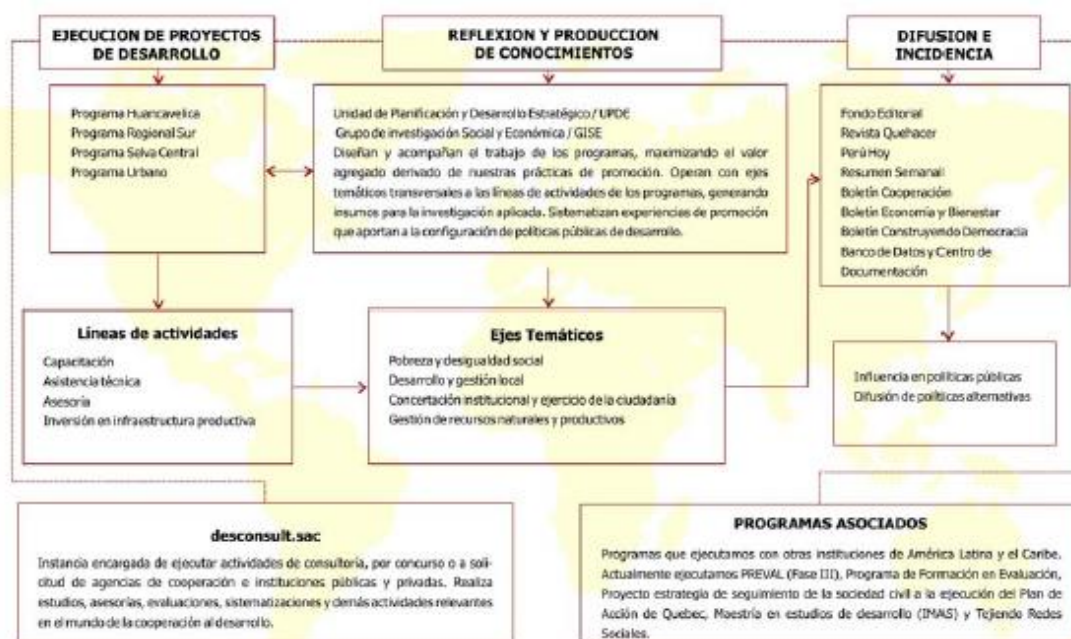 EJECUCION DE PROYECTOS
DE DESARROLLO
REFLEXION Y PRODUCCION
DE CONOCIMIENTOS
DIFUSION E
INCIDENCIA
Programa Huancavelica
Programa Regional Sur
Programa Selva Central
Programa Urbano
Unidad de Planificación y Desarrollo Estratégico / UPDE
Grupo de investigación Social y Económica / GISE
Diseñan y acompañan el trabajo de los programas, maximizando el valor
agregado derivado de nuestras prácticas de promoción. Operan con ejes
temáticos transversales a las líneas de actividades de los programas, generando
insumos para la investigación aplicada. Sistematizan experiencias de promoción
que aportan a la configuración de políticas públicas de desarrollo.
Fondo Editorial
Revista Quehacer
Perú Hoy
Resumen Semanal
Boletín Cooperación
Boletín Economía y Bienestar
Boletín Construyendo Democracia
Banco de Datos y Centro de
Documentación
Líneas de actividades
Capacitación
Asistencia técnica
Asesoría
Inversión en infraestructura productiva
Ejes Temáticos
Pobreza y desigualdad social
Desarrollo y gestión local
Concertación institucional y ejercicio de la ciudadanía
Gestión de recursos naturales y productivos
Influencia en políticas públicas
Difusión de políticas alternativas
desconsult.sac
Instancia encargada de ejecutar actividades de consultoría, por concurso o a soli-
citud de agencias de cooperación e instituciones públicas y privadas. Realiza
estudios, asesorías, evaluaciones, sistematizaciones y demás actividades relevantes
en el mundo de la cooperación al desarrollo.
PROGRAMAS ASOCIADOS
Programas que ejecutamos con otras instituciones de América Latina y el Caribe.
Actualmente ejecutamos PREVAL (Fase III), Programa de Formación en Evaluación,
Proyecto estrategia de seguimiento de la sociedad civil a la ejecución del Plan de
Acción de Quebec, Maestría en estudios de desarrollo (IMAS) y Tejiendo Redes
Sociales.